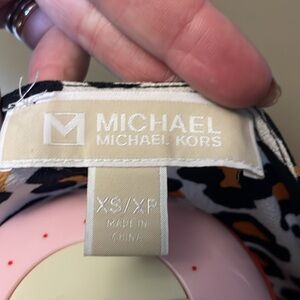 M MICHAEL
MICHAEL KORS
XS/XP
MADE IN
CHINA